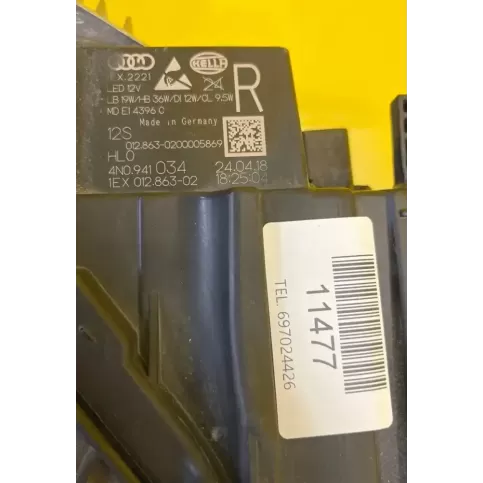 HELLA
FX.2221
LED 12V
24
R
LB 19W/HB 36W/DI 12W/CL 9.5W
MD E1 4396 0
Made in Germany
12S
012.863-0200005869
HL0
4N0.941 034
24.04.18
1EX 012.863-02
18:25:04
11477
TEL. 697024426